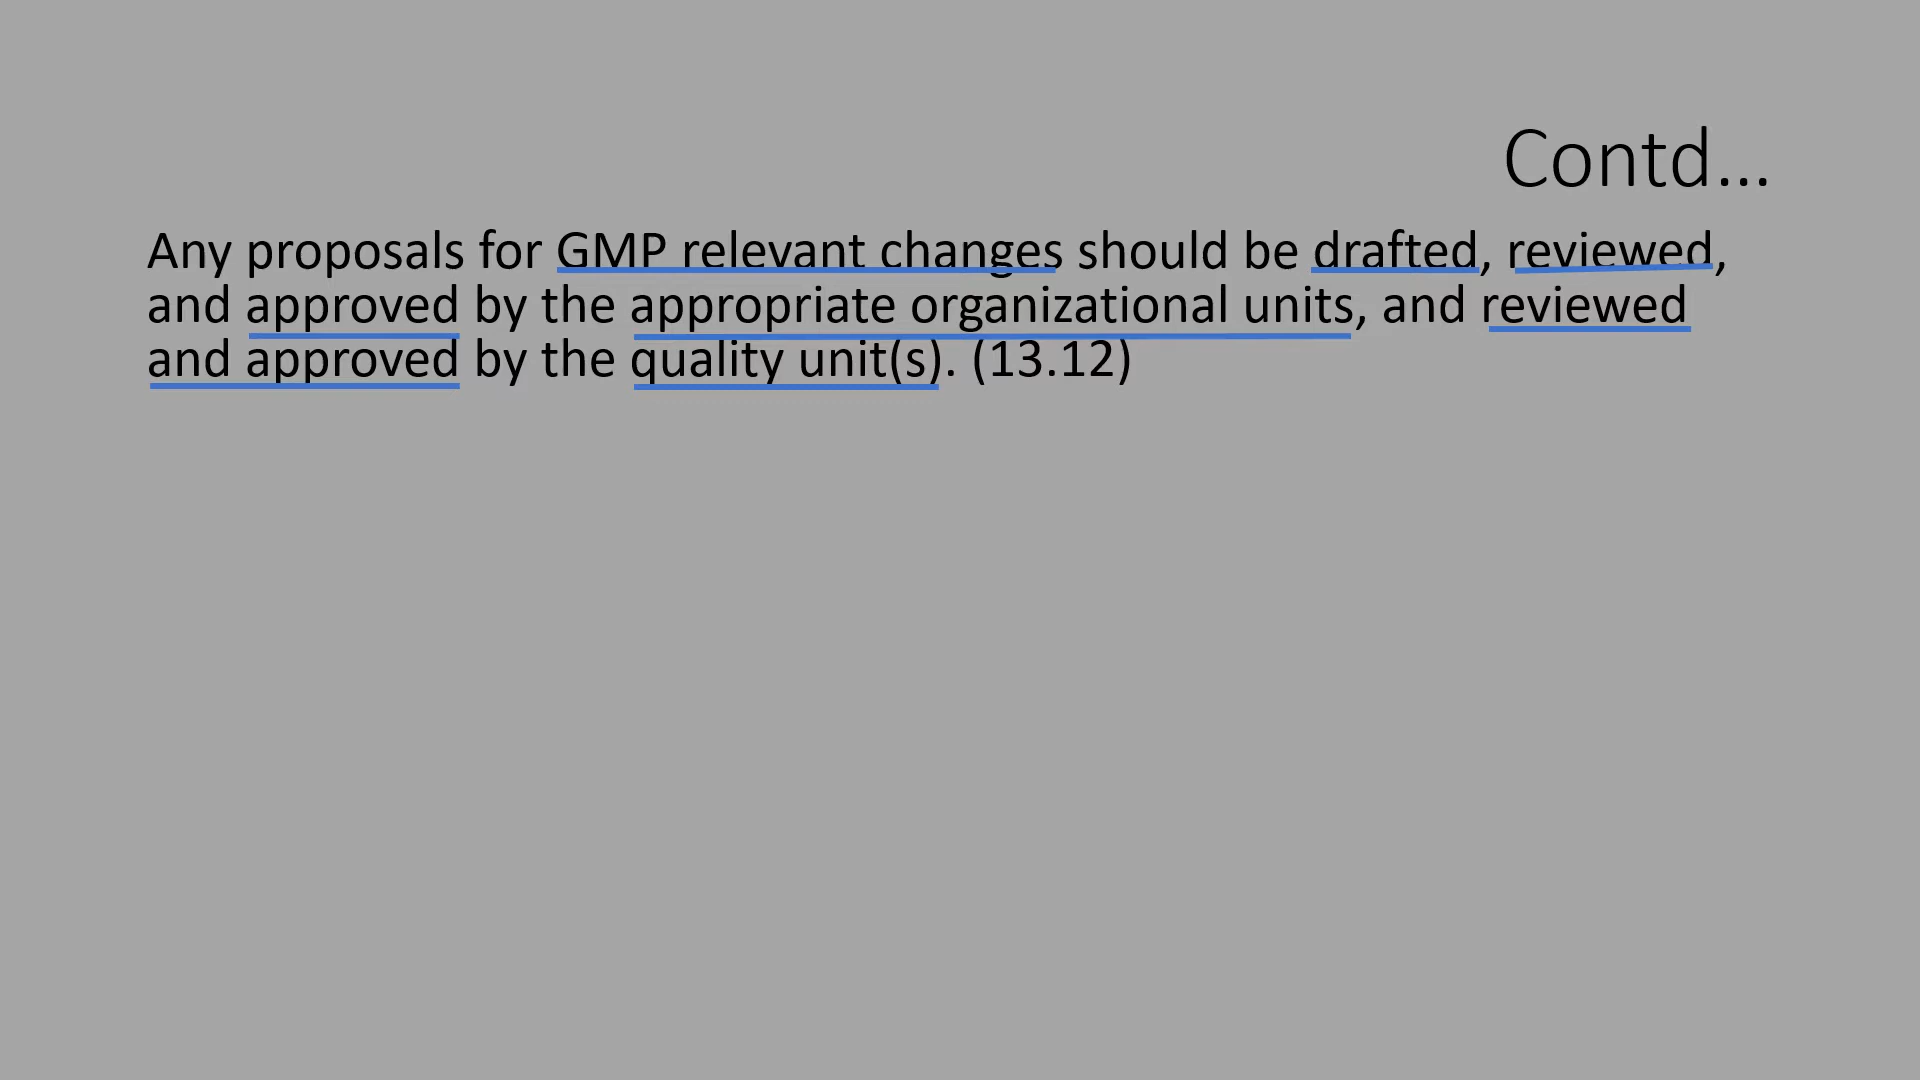 Contd...
Any proposals for GMP relevant changes should be drafted, reviewed,
and approved by the appropriate organizational units, and reviewed
and approved by the quality unit(s). (13.12)